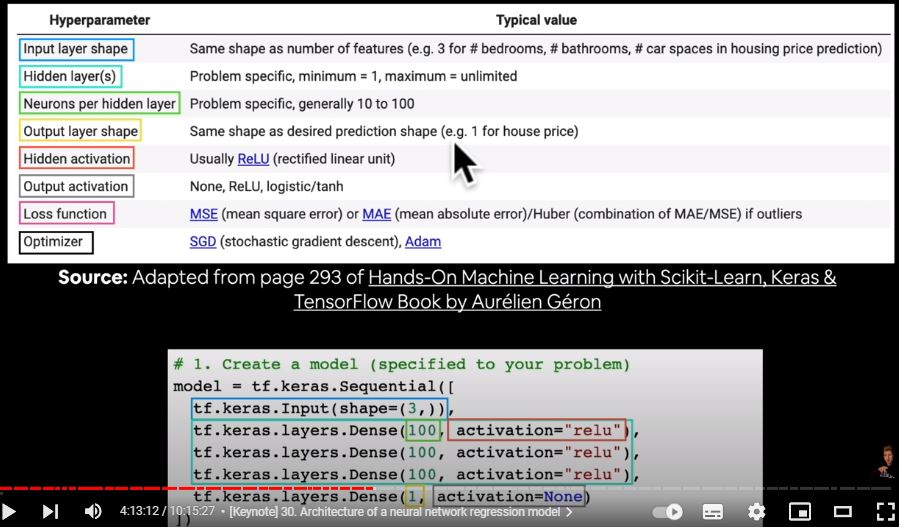 Hyperparameter Typical value
Input layer shape Same shape as number of features (e.g. 3 for # bedrooms, # bathrooms, # car spaces in housing price prediction)
Hidden layer(s) Problem specific, minimum = 1, maximum = unlimited
Neurons per hidden layer Problem specific, generally 10 to 100
Output layer shape Same shape as desired prediction shape (e.g. 1 for house price)
Hidden activation Usually ReLU (rectified linear unit)
Output activation None, ReLU, logistic/tanh
Loss function MSE (mean square error) or MAE (mean absolute error)/Huber (combination of MAE/MSE) if outliers
Optimizer SGD (stochastic gradient descent), Adam
Source: Adapted from page 293 of Hands-On Machine Learning with Scikit-Learn, Keras &
TensorFlow Book by Aurélien Géron
# 1. Create a model (specified to your problem)
model = tf.keras.Sequential([
tf.keras.Input(shape=(3,)),
tf.keras.layers.Dense(100, activation="relu"),
tf.keras.layers.Dense(100, activation="relu"),
tf.keras.layers.Dense(100, activation="relu"),
tf.keras.layers.Dense(1, activation=None)
])
4:13:12 / 10:15:27 • [Keynote] 30. Architecture of a neural network regression model